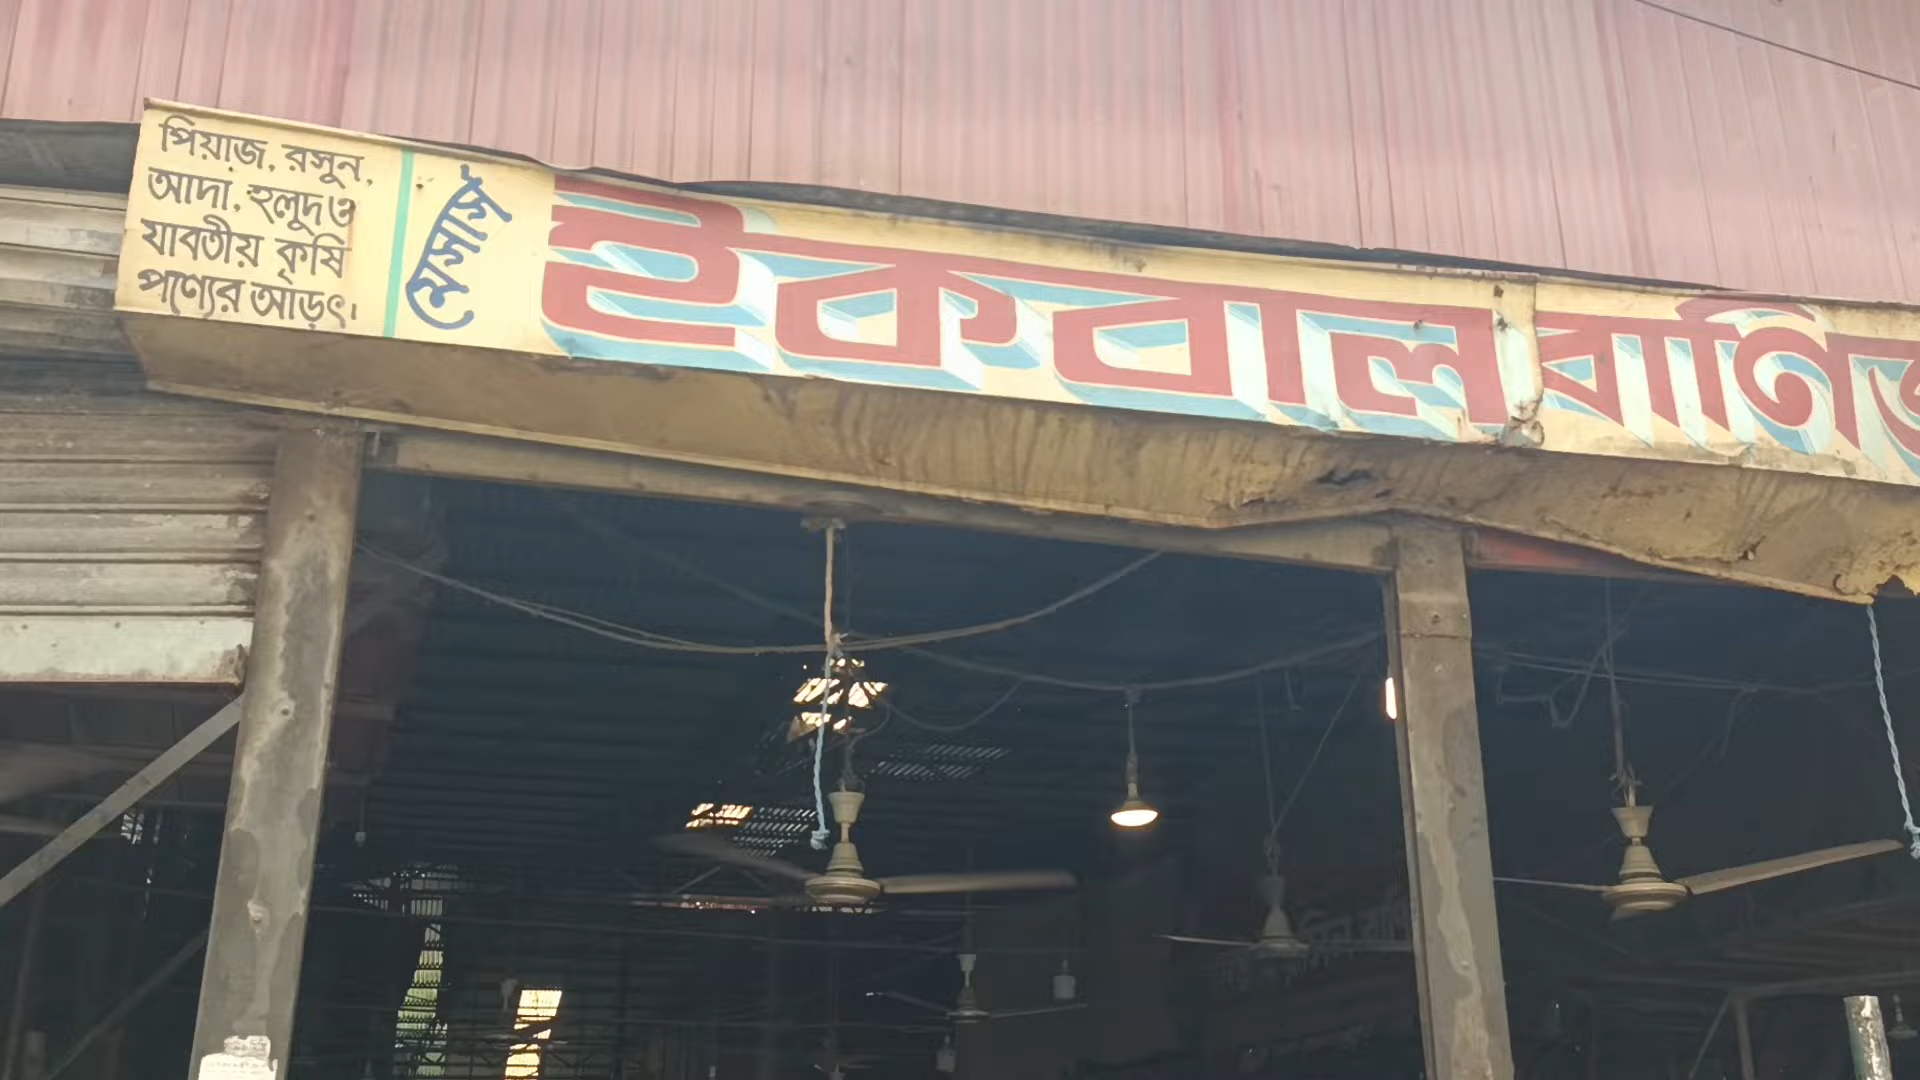 পিয়াজ, রসুন,
আদা, হলুদ ও
যাবতীয় কৃষি
পণ্যের আড়ৎ।
মেসার্স
ইকবাল বাণিজ